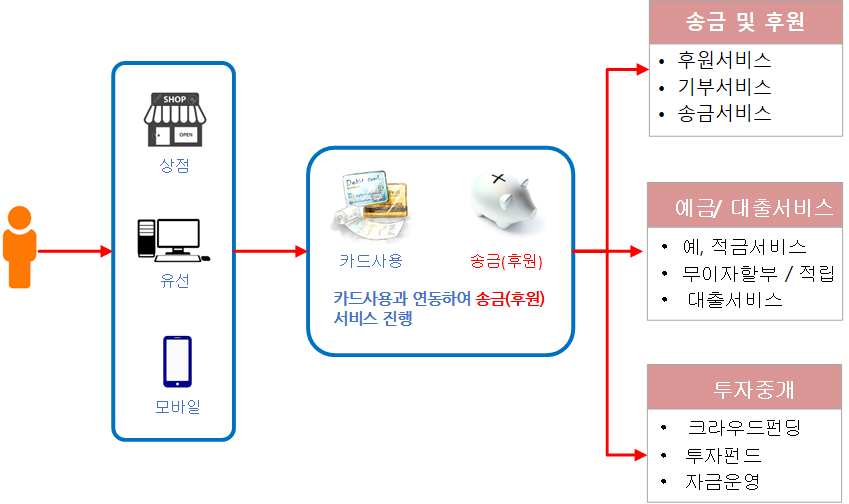 SHOP
OPEN
상점
유선
모바일
Debit card
카드사용
송금(후원)
카드사용과 연동하여 송금(후원)
서비스 진행
송금 및 후원
• 후원서비스
• 기부서비스
• 송금서비스
예금/ 대출서비스
• 예, 적금서비스
• 무이자할부 / 적립
• 대출서비스
투자중개
• 크라우드펀딩
• 투자펀드
• 자금운영